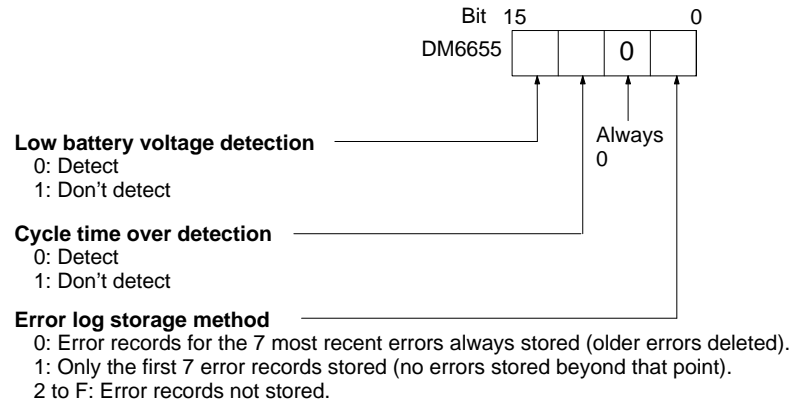 Bit 15 0
DM6655 0
Always
0
Low battery voltage detection
0: Detect
1: Don’t detect
Cycle time over detection
0: Detect
1: Don’t detect
Error log storage method
0: Error records for the 7 most recent errors always stored (older errors deleted).
1: Only the first 7 error records stored (no errors stored beyond that point).
2 to F: Error records not stored.